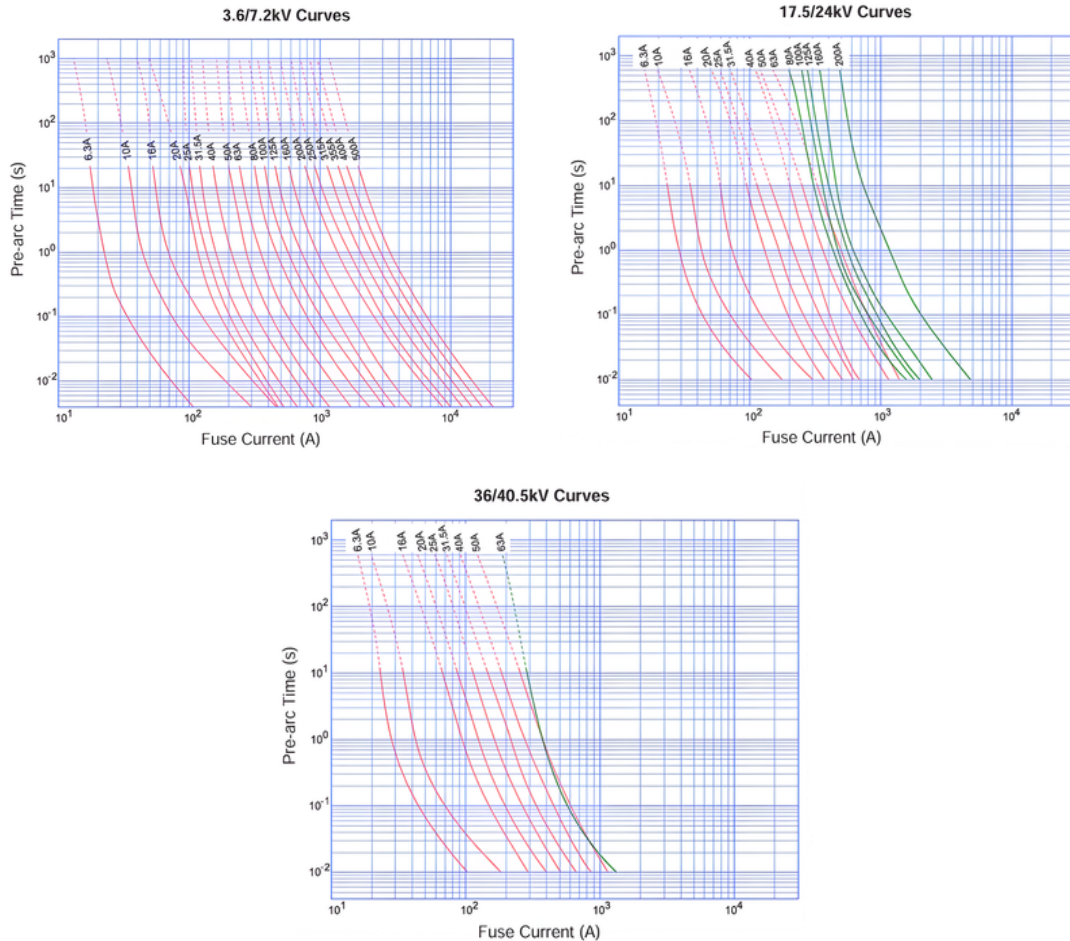 3.6/7.2kV Curves
Pre-arc Time (s)
10³
10²
10¹
10⁰
10⁻¹
10⁻²
6.3A
10A
16A
20A
25A
31.5A
40A
50A
63A
80A
100A
125A
160A
200A
250A
315A
355A
400A
500A
10¹
10²
10³
10⁴
Fuse Current (A)
17.5/24kV Curves
Pre-arc Time (s)
10³
10²
10¹
10⁰
10⁻¹
10⁻²
6.3A
10A
16A
20A
25A
31.5A
40A
50A
63A
80A
100A
125A
160A
200A
10¹
10²
10³
10⁴
Fuse Current (A)
36/40.5kV Curves
Pre-arc Time (s)
10³
10²
10¹
10⁰
10⁻¹
10⁻²
6.3A
10A
16A
20A
25A
31.5A
40A
50A
63A
10¹
10²
10³
10⁴
Fuse Current (A)